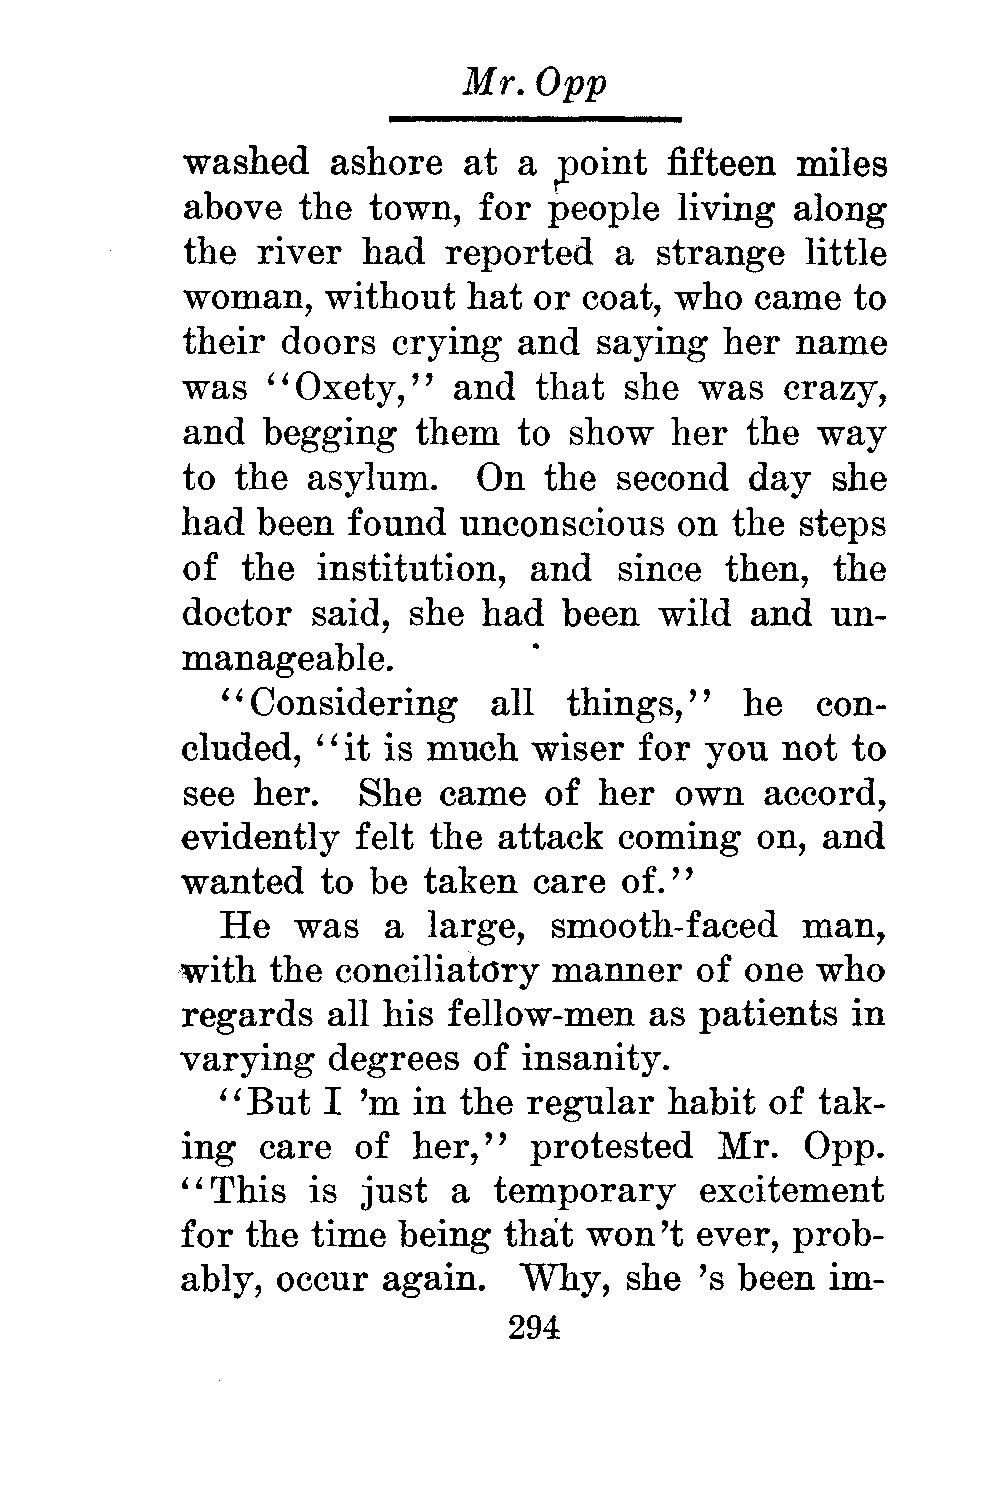 Mr. Opp
washed ashore at a point fifteen miles
above the town, for people living along
the river had reported a strange little
woman, without hat or coat, who came to
their doors crying and saying her name
was "Oxety," and that she was crazy,
and begging them to show her the way
to the asylum. On the second day she
had been found unconscious on the steps
of the institution, and since then, the
doctor said, she had been wild and un-
manageable.
"Considering all things," he con-
cluded, "it is much wiser for you not to
see her. She came of her own accord,
evidently felt the attack coming on, and
wanted to be taken care of."
He was a large, smooth-faced man,
with the conciliatory manner of one who
regards all his fellow-men as patients in
varying degrees of insanity.
"But I 'm in the regular habit of tak-
ing care of her," protested Mr. Opp.
"This is just a temporary excitement
for the time being that won't ever, prob-
ably, occur again. Why, she 's been im-
294